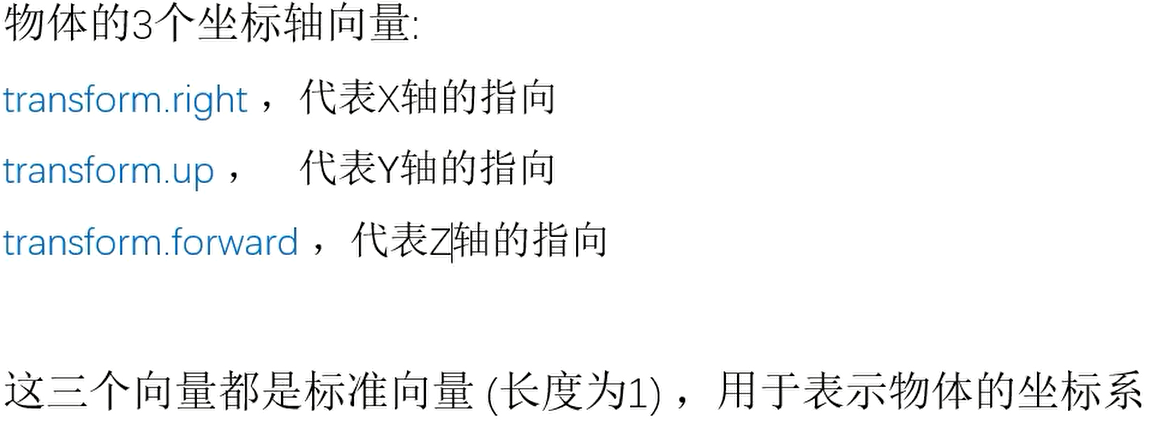 物体的3个坐标轴向量:
transform.right ，代表X轴的指向
transform.up ， 代表Y轴的指向
transform.forward ，代表Z轴的指向
这三个向量都是标准向量 (长度为1) ，用于表示物体的坐标系